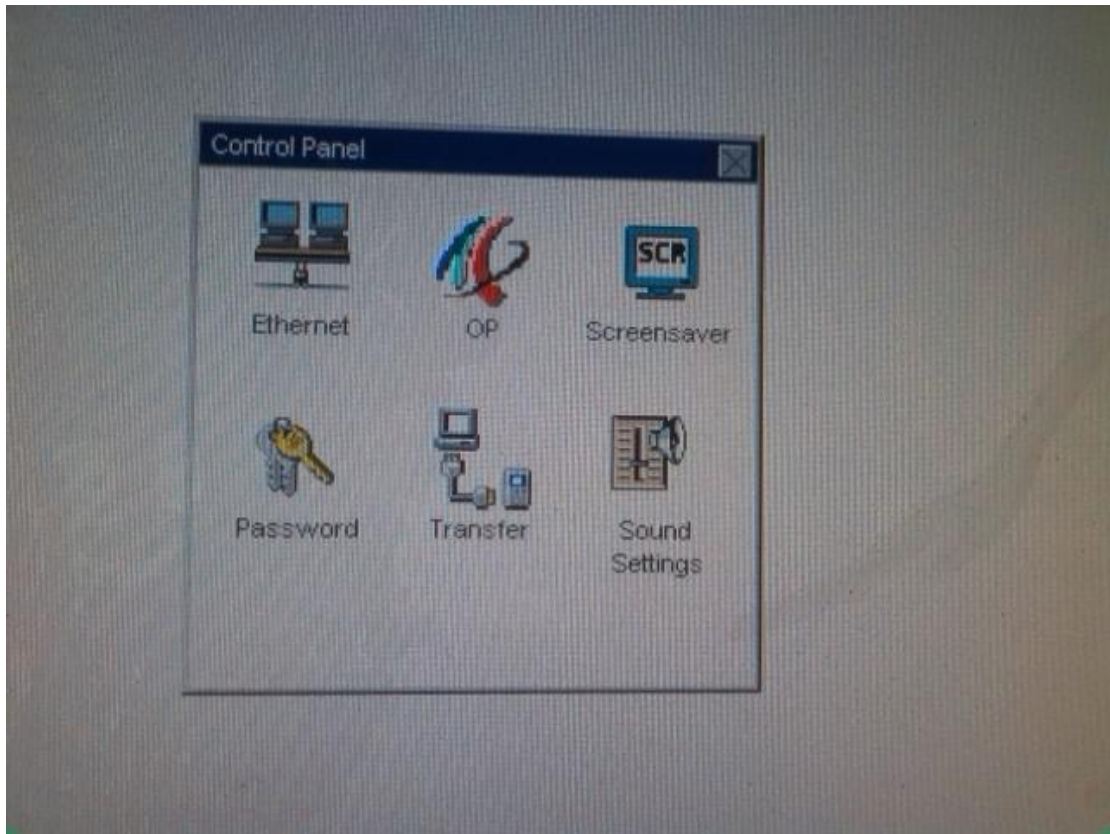 Control Panel
SCR
Ethernet OP Screensaver
Password Transfer Sound
Settings